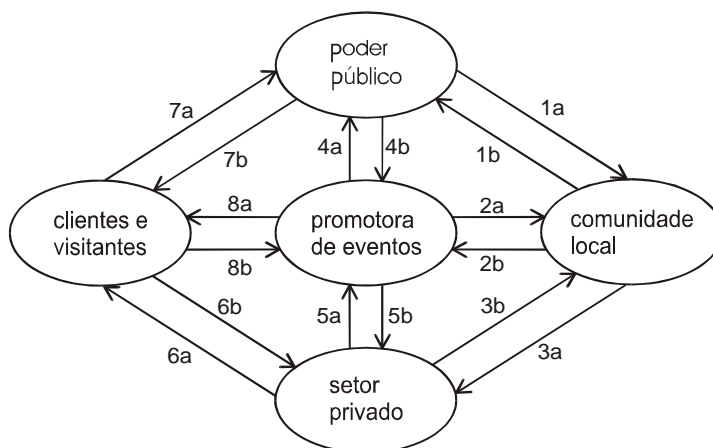 poder
público
7a
1a
7b
4a
4b
1b
clientes e
visitantes
8a
promotora
de eventos
2a
comunidade
local
8b
2b
6b
5a
5b
3b
6a
3a
setor
privado